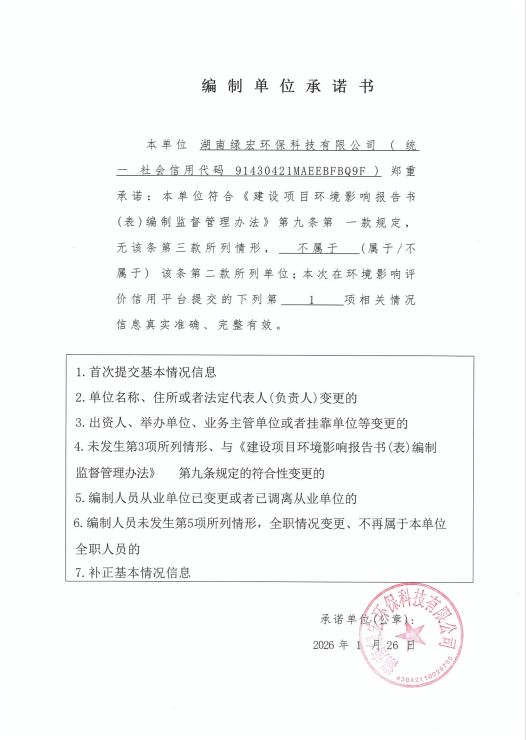 编制单位承诺书
本单位 湖南绿宏环保科技有限公司 ( 统
一 社会信用代码 91430421MAEEBFBQ9F ) 郑重
承诺：本单位符合《建设项目环境影响报告书
(表)编制监督管理办法》第九条第 一款规定，
无该条第三款所列情形， 不属于 (属于/不
属于) 该条第二款所列单位；本次在环境影响评
价信用平台提交的下列第 1 项相关情况
信息真实准确、完整有效。
1.首次提交基本情况信息
2.单位名称、住所或者法定代表人(负责人)变更的
3.出资人、举办单位、业务主管单位或者挂靠单位等变更的
4.未发生第3项所列情形、与《建设项目环境影响报告书(表)编制
监督管理办法》 第九条规定的符合性变更的
5.编制人员从业单位已变更或者已调离从业单位的
6.编制人员未发生第5项所列情形，全职情况变更、不再属于本单位
全职人员的
7.补正基本情况信息
承诺单位(公章)：
2026 年 1 月 26 日